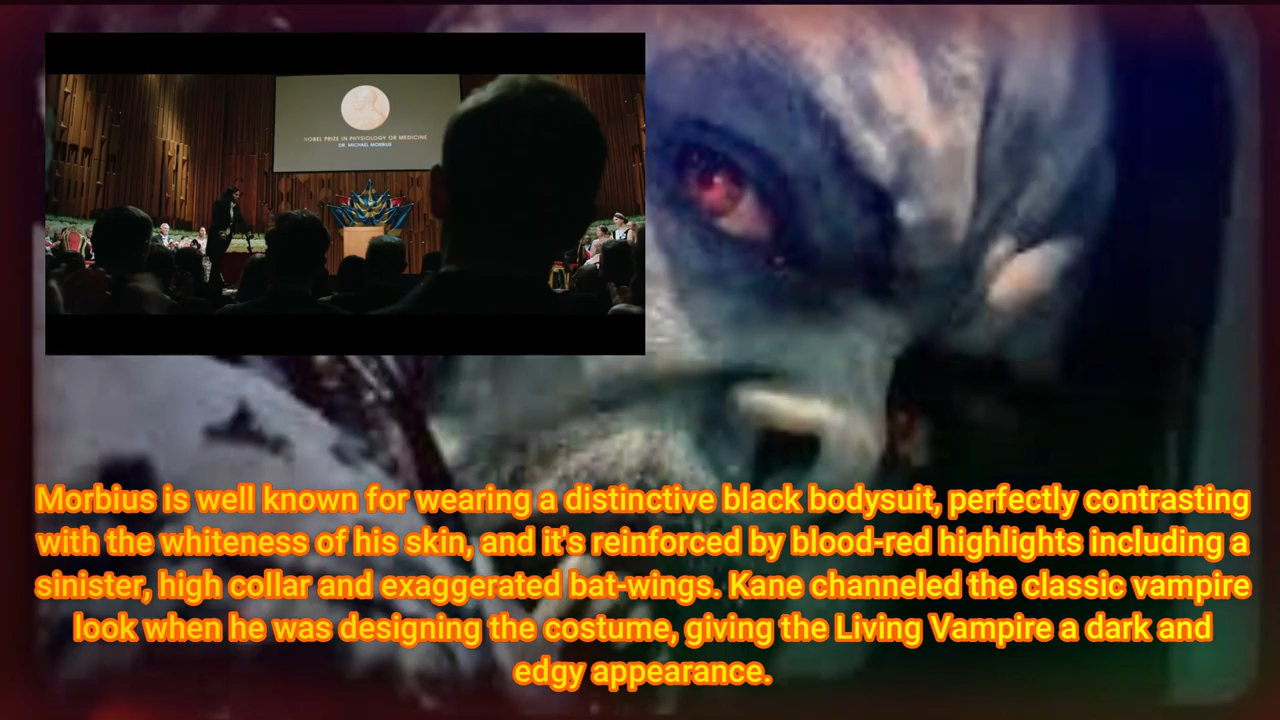 NOBEL PRIZE IN PHYSIOLOGY OR MEDICINE
DR. MICHAEL MORBIUS
Morbius is well known for wearing a distinctive black bodysuit, perfectly contrasting
with the whiteness of his skin, and it's reinforced by blood-red highlights including a
sinister, high collar and exaggerated bat-wings. Kane channeled the classic vampire
look when he was designing the costume, giving the Living Vampire a dark and
edgy appearance.